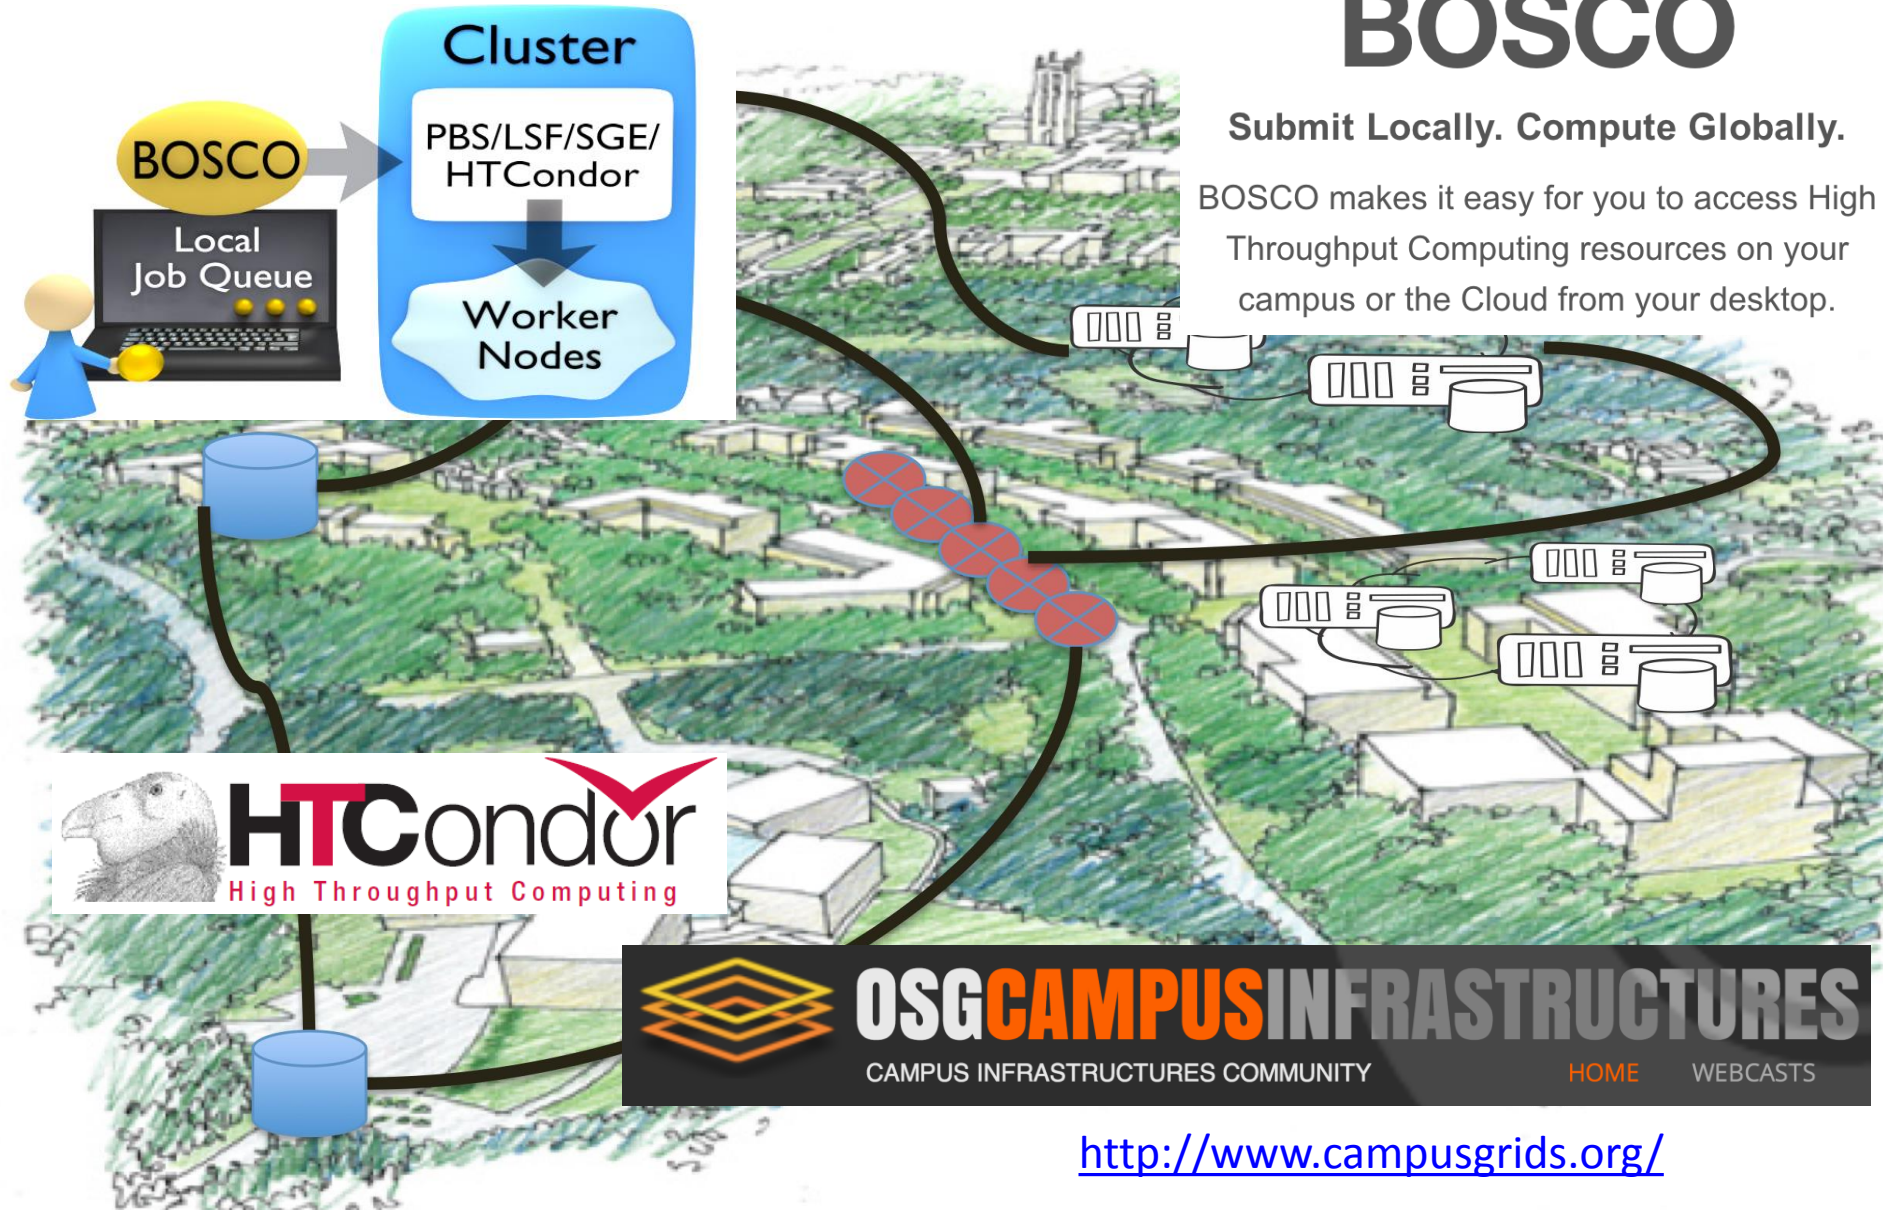 Cluster
PBS/LSF/SGE/
HTCondor
BOSCO
Local
Job Queue
Worker
Nodes
BOSCO
Submit Locally. Compute Globally.
BOSCO makes it easy for you to access High
Throughput Computing resources on your
campus or the Cloud from your desktop.
HTCondor
High Throughput Computing
OSGCAMPUSINFRASTRUCTURES
CAMPUS INFRASTRUCTURES COMMUNITY
HOME WEBCASTS
http://www.campusgrids.org/